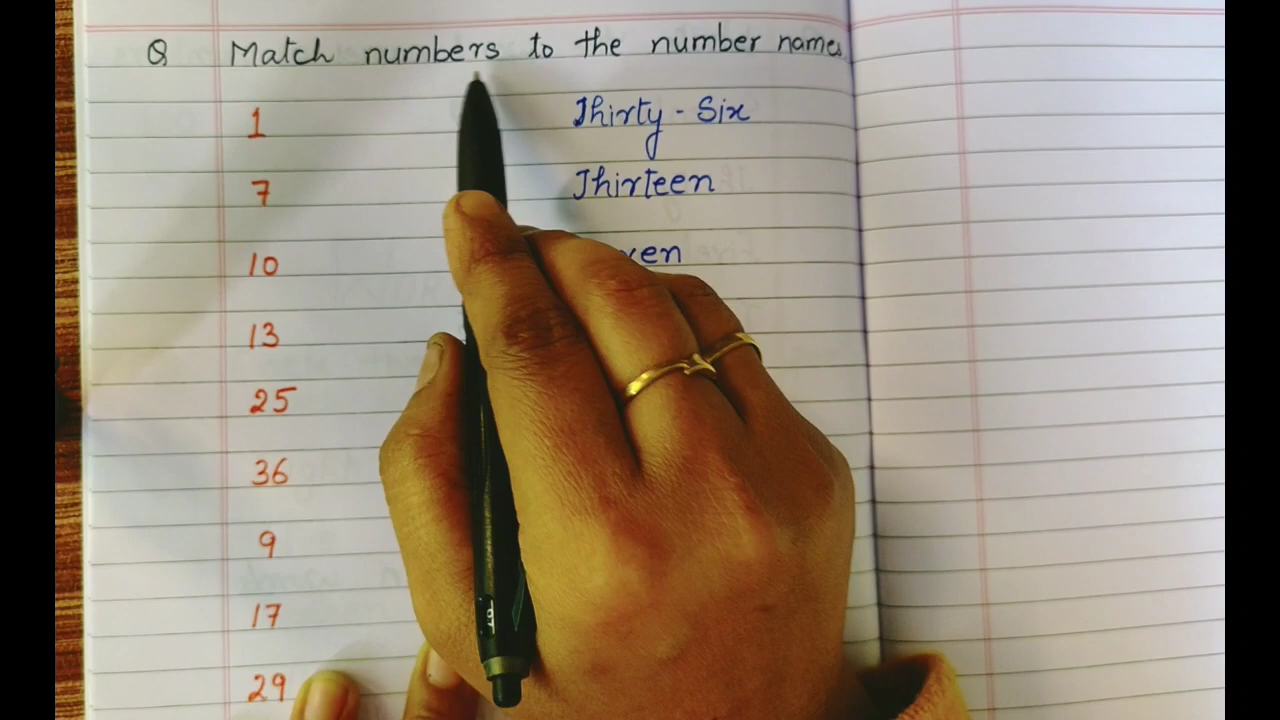 Q Match numbers to the number names
1 Thirty - Six
7 Thirteen
10
13
25
36
9
17
29